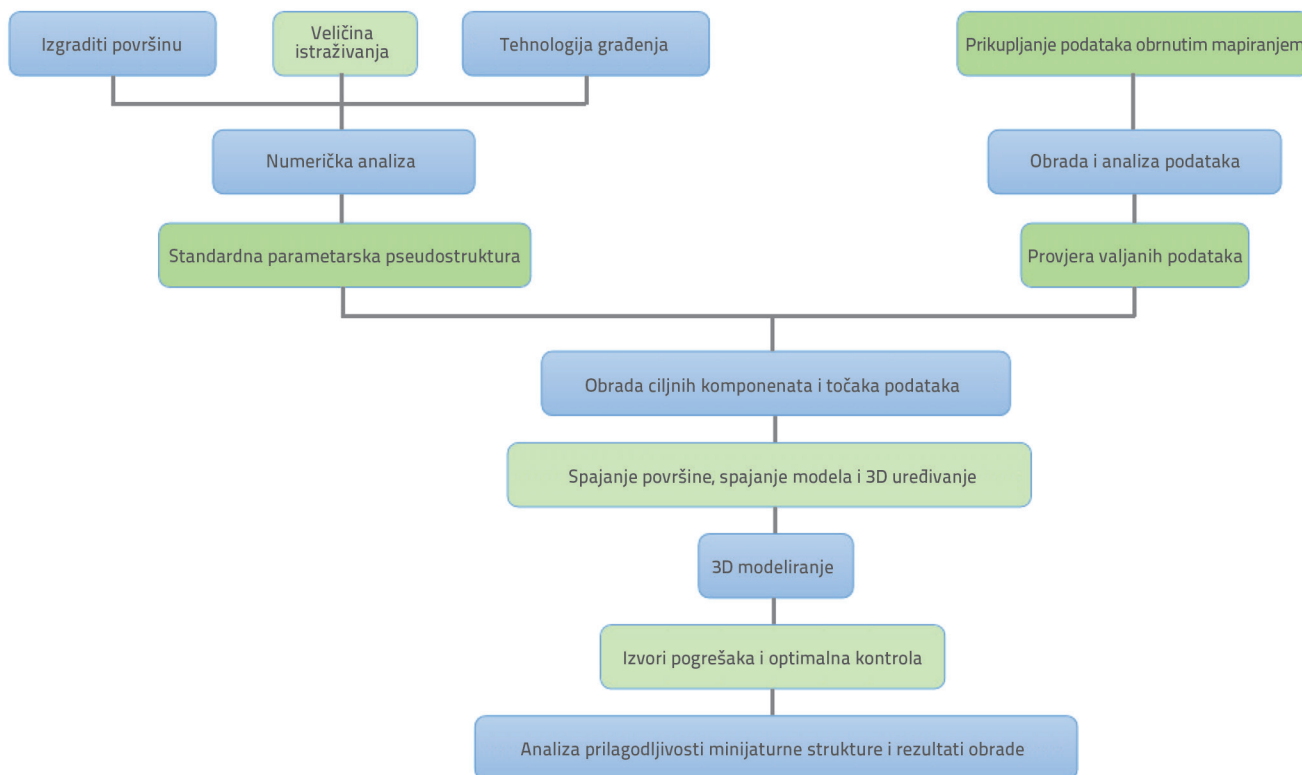 Izgraditi površinu
Veličina
istraživanja
Tehnologija građenja
Prikupljanje podataka obrnutim mapiranjem
Numerička analiza
Obrada i analiza podataka
Standardna parametarska pseudostruktura
Provjera valjanih podataka
Obrada ciljnih komponenata i točaka podataka
Spajanje površine, spajanje modela i 3D uređivanje
3D modeliranje
Izvori pogrešaka i optimalna kontrola
Analiza prilagodljivosti minijaturne strukture i rezultati obrade